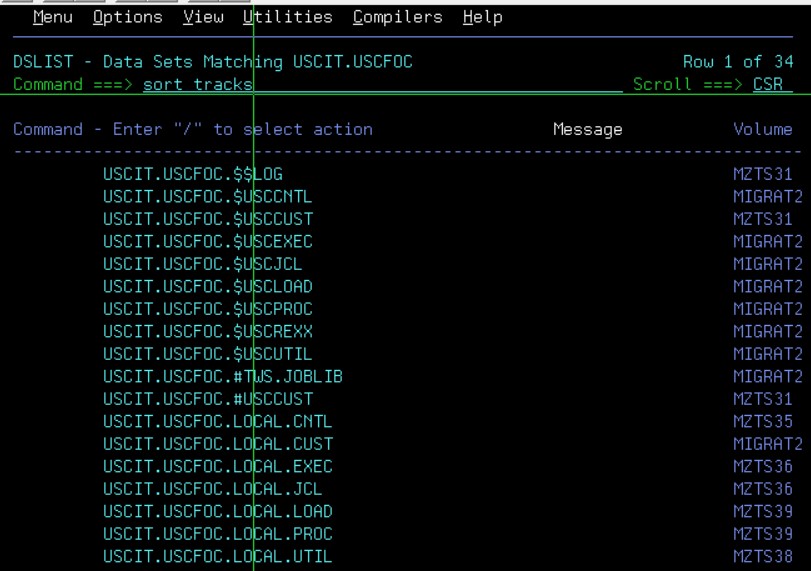 Menu Options View Utilities Compilers Help
DSLIST - Data Sets Matching USCIT.USCFOC Row 1 of 34
Command ===> sort tracks Scroll ===> CSR
Command - Enter "/" to select action Message Volume
-------------------------------------------------------------------------------
USCIT.USCFOC.$$LOG MZTS31
USCIT.USCFOC.$USCCNTL MIGRAT2
USCIT.USCFOC.$USCCUST MZTS31
USCIT.USCFOC.$USCEXEC MIGRAT2
USCIT.USCFOC.$USCJCL MIGRAT2
USCIT.USCFOC.$USCLOAD MIGRAT2
USCIT.USCFOC.$USCPROC MIGRAT2
USCIT.USCFOC.$USCREXX MIGRAT2
USCIT.USCFOC.$USCUTIL MIGRAT2
USCIT.USCFOC.#TWS.JOBLIB MIGRAT2
USCIT.USCFOC.#USCCUST MZTS31
USCIT.USCFOC.LOCAL.CNTL MZTS35
USCIT.USCFOC.LOCAL.CUST MIGRAT2
USCIT.USCFOC.LOCAL.EXEC MZTS36
USCIT.USCFOC.LOCAL.JCL MZTS36
USCIT.USCFOC.LOCAL.LOAD MZTS39
USCIT.USCFOC.LOCAL.PROC MZTS39
USCIT.USCFOC.LOCAL.UTIL MZTS38